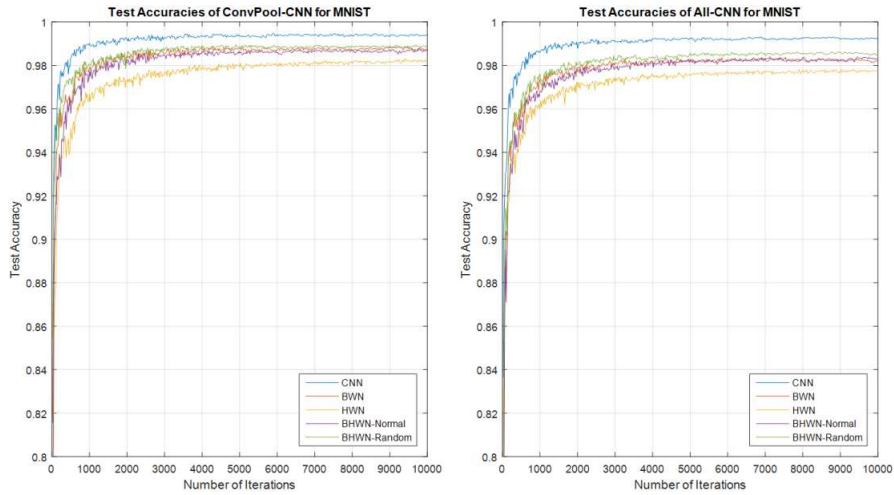 Test Accuracies of ConvPool-CNN for MNIST
1
0.98
0.96
0.94
0.92
0.9
0.88
0.86
0.84
0.82
0.8
Test Accuracy
0
1000
2000
3000
4000
5000
6000
7000
8000
9000
10000
Number of Iterations
CNN
BWN
HWN
BHWN-Normal
BHWN-Random
Test Accuracies of All-CNN for MNIST
1
0.98
0.96
0.94
0.92
0.9
0.88
0.86
0.84
0.82
0.8
Test Accuracy
0
1000
2000
3000
4000
5000
6000
7000
8000
9000
10000
Number of Iterations
CNN
BWN
HWN
BHWN-Normal
BHWN-Random